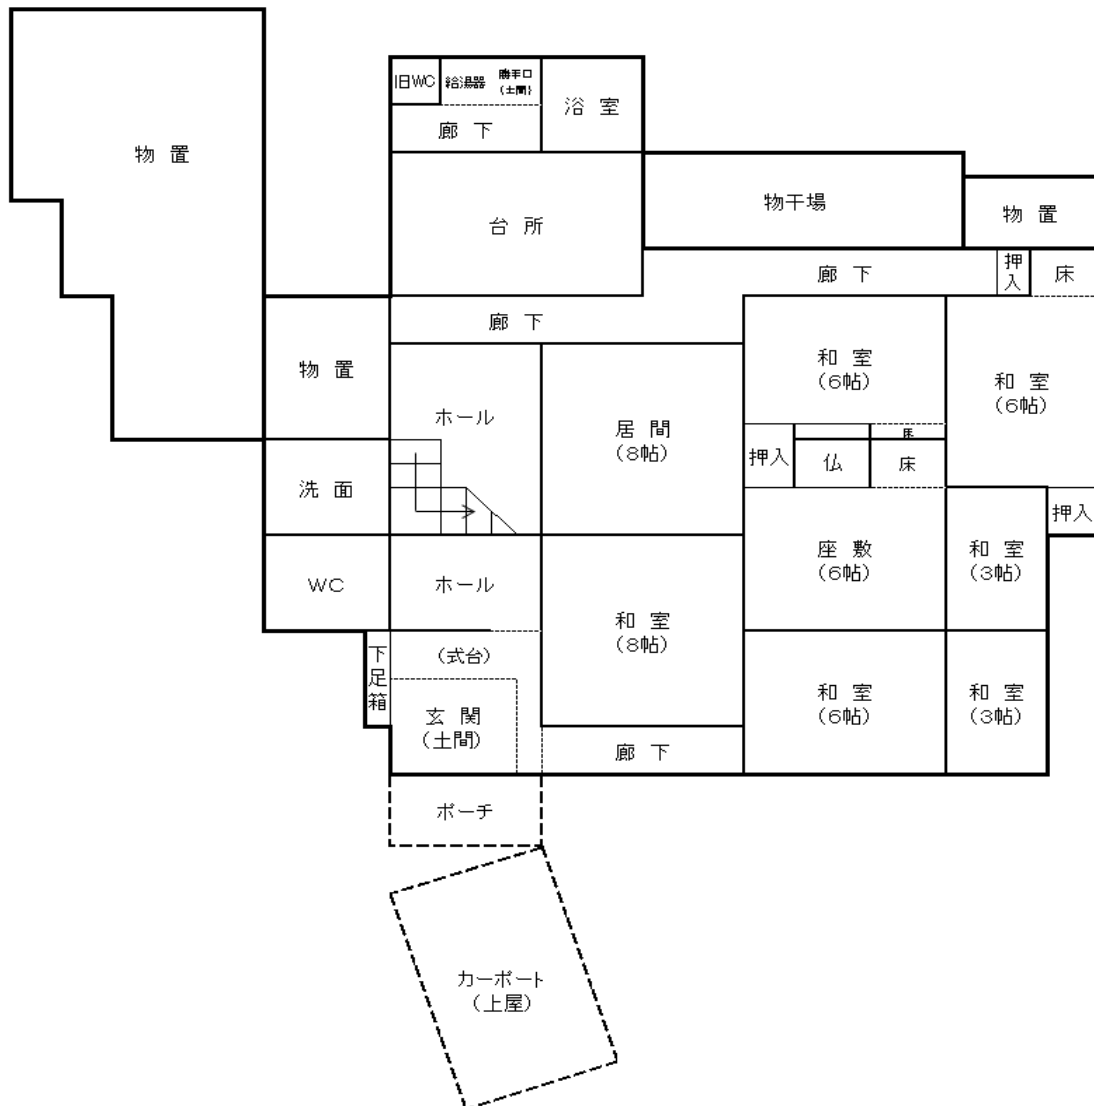 旧WC
給湯器
勝手口
(土間)
浴 室
廊 下
物 置
台 所
物干場
物 置
廊 下
押
入
床
廊 下
物 置
和 室
(6帖)
和 室
(6帖)
ホール
居 間
(8帖)
床
押入
仏
床
洗 面
押入
座 敷
(6帖)
和 室
(3帖)
WC
ホール
和 室
(8帖)
下
足
箱
(式台)
玄 関
(土間)
和 室
(6帖)
和 室
(3帖)
廊 下
ポーチ
カーポート
(上屋)